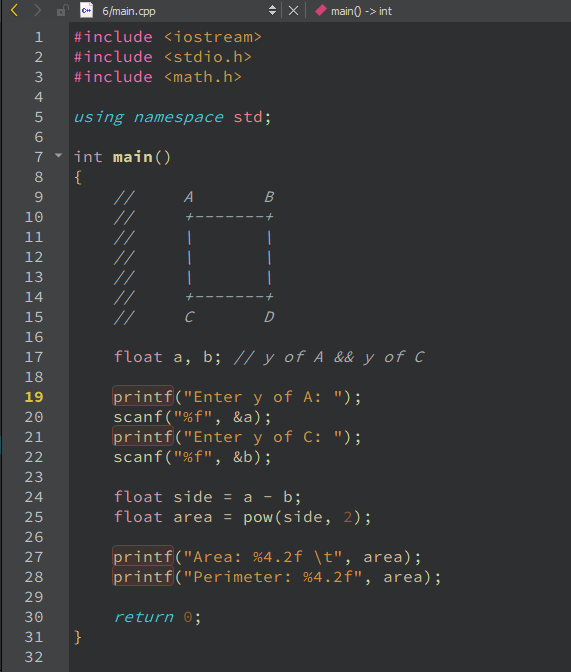 6/main.cpp main() -> int
1 #include <iostream>
2 #include <stdio.h>
3 #include <math.h>
4
5 using namespace std;
6
7 int main()
8 {
9     //     A       B
10     //     +-------+
11     //     |       |
12     //     |       |
13     //     |       |
14     //     +-------+
15     //     C       D
16
17     float a, b; // y of A && y of C
18
19     printf("Enter y of A: ");
20     scanf("%f", &a);
21     printf("Enter y of C: ");
22     scanf("%f", &b);
23
24     float side = a - b;
25     float area = pow(side, 2);
26
27     printf("Area: %4.2f \t", area);
28     printf("Perimeter: %4.2f", area);
29
30     return 0;
31 }
32